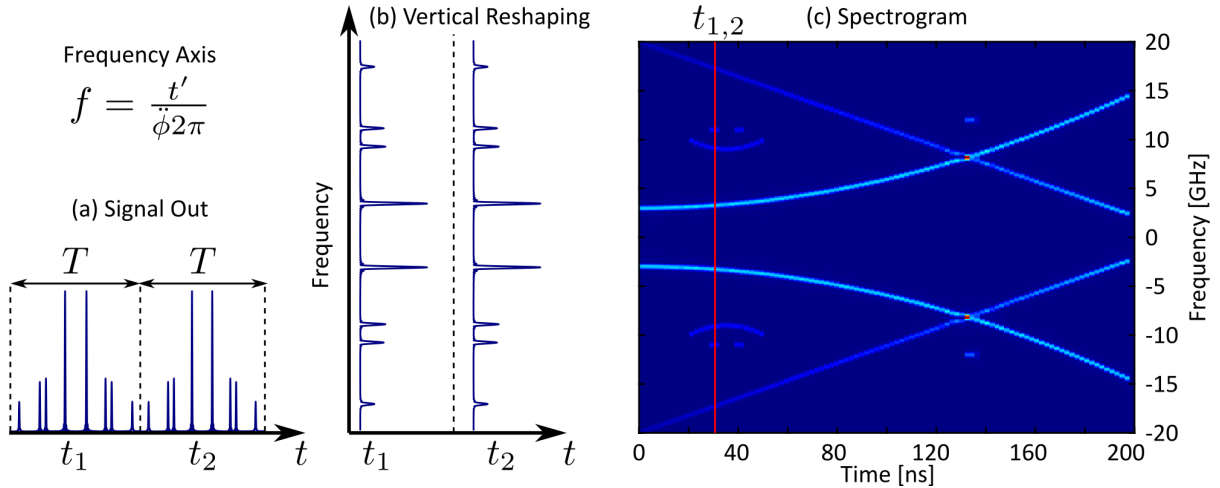 Frequency Axis
f = t′ / ϕ̈2π
(a) Signal Out
T T
t₁ t₂ t
(b) Vertical Reshaping
Frequency
t₁ t₂ t
(c) Spectrogram
t₁,₂
20
15
10
5
0
-5
-10
-15
-20
Frequency [GHz]
0 40 80 120 160 200
Time [ns]